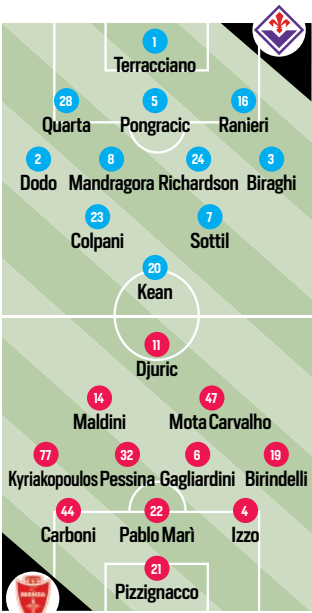 1
Terracciano
28 5 16
Quarta Pongracic Ranieri
2 8 24 3
Dodo Mandragora Richardson Biraghi
23 7
Colpani Sottil
20
Kean
11
Djuric
14 47
Maldini Mota Carvalho
77 32 6 19
Kyriakopoulos Pessina Gagliardini Birindelli
44 22 4
Carboni Pablo Marì Izzo
21
Pizzignacco
MONZA